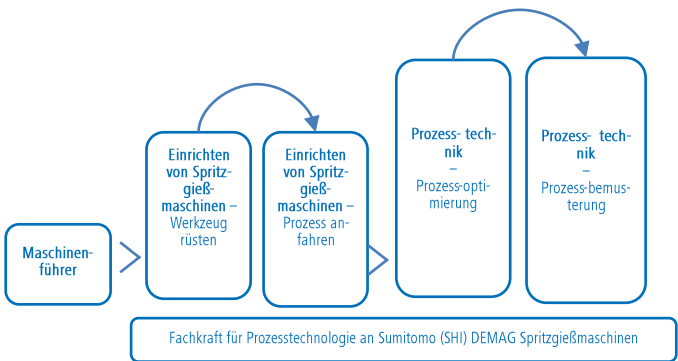 Maschinen-
führer
Einrichten
von Spritz-
gieß-
maschinen –
Werkzeug
rüsten
Einrichten
von Spritz-
gieß-
maschinen –
Prozess an-
fahren
Prozess- tech-
nik
–
Prozess-opti-
mierung
Prozess- tech-
nik
–
Prozess-bemus-
terung
Fachkraft für Prozesstechnologie an Sumitomo (SHI) DEMAG Spritzgießmaschinen